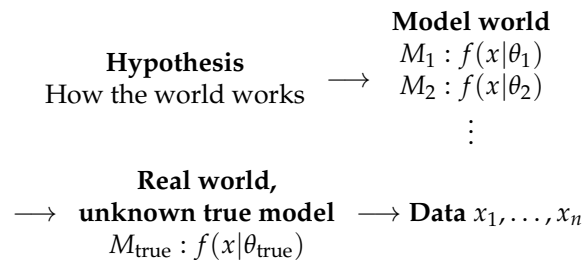 Model world
Hypothesis
How the world works
⟶
M₁ : f(x|θ₁)
M₂ : f(x|θ₂)
⋮
Real world,
⟶ unknown true model ⟶ Data x₁, . . . , xₙ
M_true : f(x|θ_true)